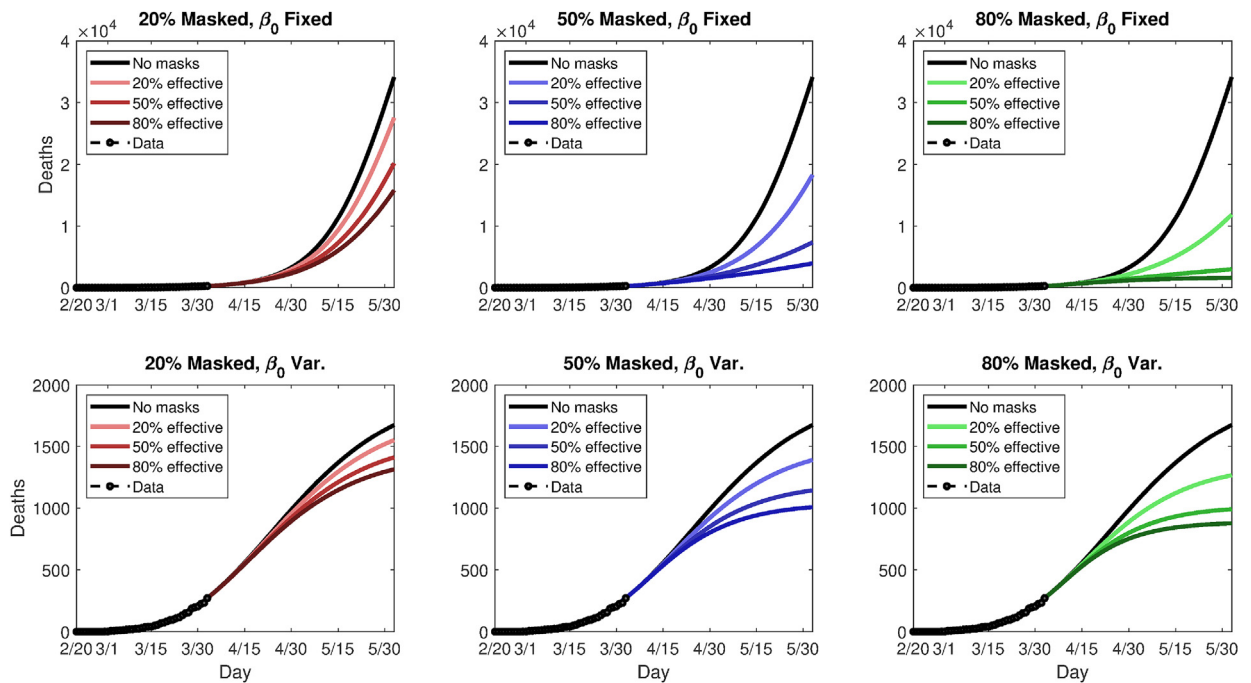 20% Masked, β0 Fixed
×10^4
4
3
2
1
0
Deaths
No masks
20% effective
50% effective
80% effective
Data
2/20 3/1 3/15 3/30 4/15 4/30 5/15 5/30
50% Masked, β0 Fixed
×10^4
4
3
2
1
0
No masks
20% effective
50% effective
80% effective
Data
2/20 3/1 3/15 3/30 4/15 4/30 5/15 5/30
80% Masked, β0 Fixed
×10^4
4
3
2
1
0
No masks
20% effective
50% effective
80% effective
Data
2/20 3/1 3/15 3/30 4/15 4/30 5/15 5/30
20% Masked, β0 Var.
2000
1500
1000
500
0
Deaths
No masks
20% effective
50% effective
80% effective
Data
2/20 3/1 3/15 3/30 4/15 4/30 5/15 5/30
Day
50% Masked, β0 Var.
2000
1500
1000
500
0
No masks
20% effective
50% effective
80% effective
Data
2/20 3/1 3/15 3/30 4/15 4/30 5/15 5/30
Day
80% Masked, β0 Var.
2000
1500
1000
500
0
No masks
20% effective
50% effective
80% effective
Data
2/20 3/1 3/15 3/30 4/15 4/30 5/15 5/30
Day